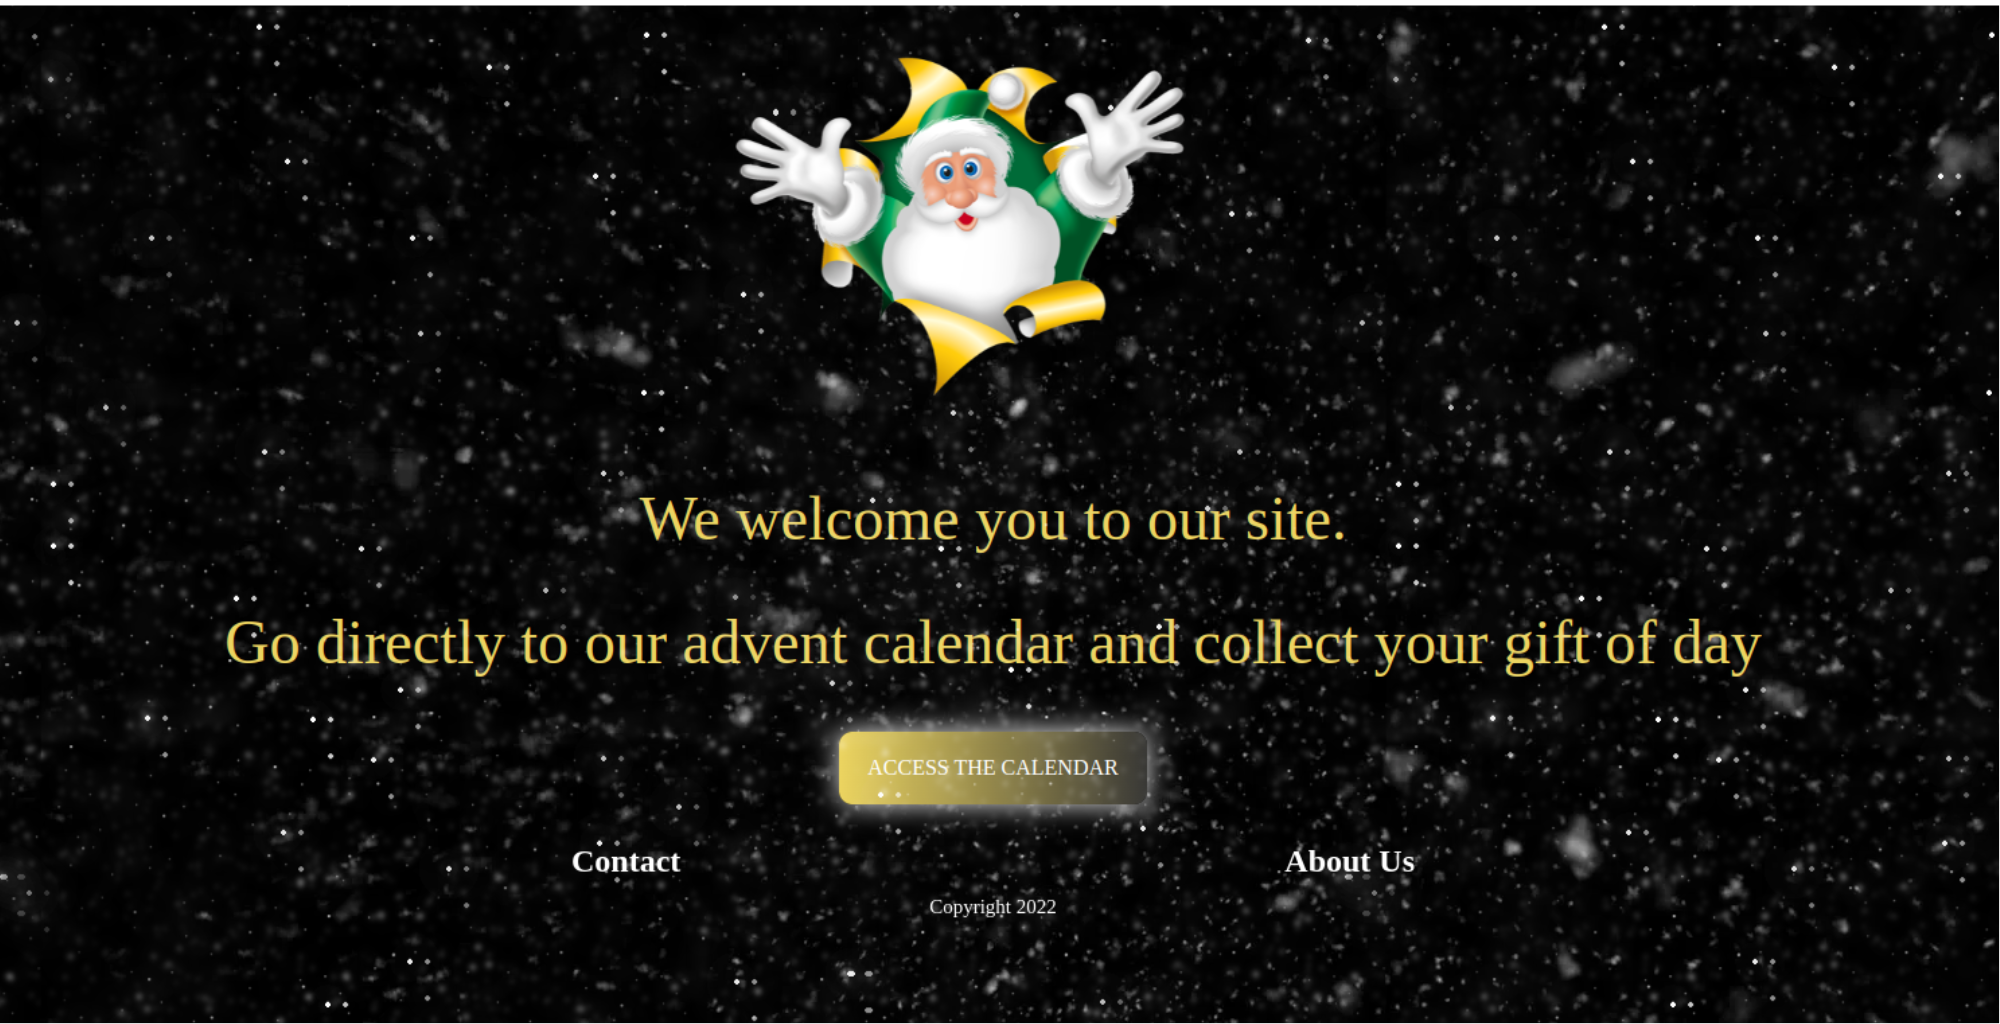 We welcome you to our site.
Go directly to our advent calendar and collect your gift of day
ACCESS THE CALENDAR
Contact
About Us
Copyright 2022